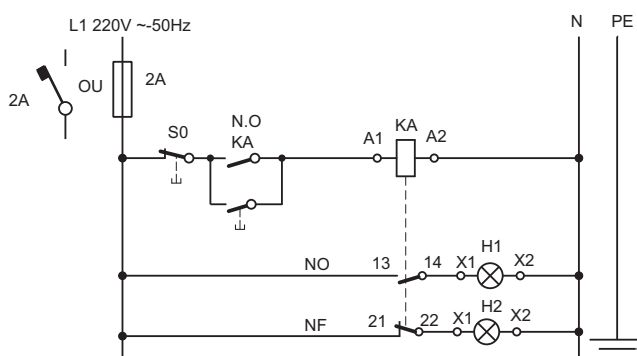 L1 220V ~-50Hz
N PE
2A OU 2A
S0
N.O
KA
A1 KA A2
NO 13 14 X1 H1 X2
NF 21 22 X1 H2 X2